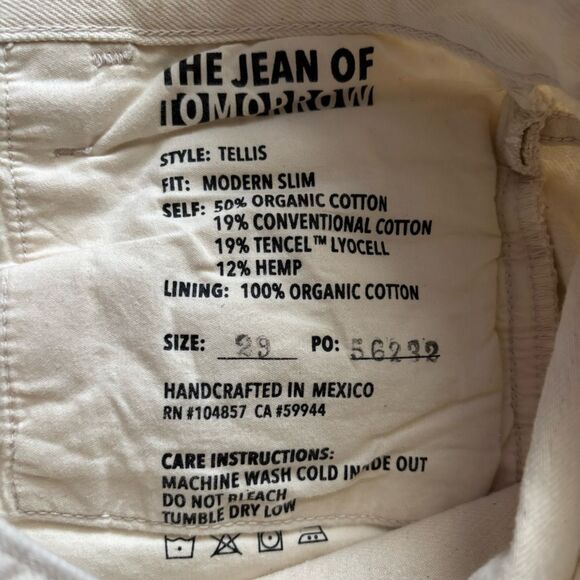 THE JEAN OF
TOMORROW
STYLE: TELLIS
FIT: MODERN SLIM
SELF: 50% ORGANIC COTTON
19% CONVENTIONAL COTTON
19% TENCEL™ LYOCELL
12% HEMP
LINING: 100% ORGANIC COTTON
SIZE: 29 PO: 56232
HANDCRAFTED IN MEXICO
RN #104857 CA #59944
CARE INSTRUCTIONS:
MACHINE WASH COLD INSIDE OUT
DO NOT BLEACH
TUMBLE DRY LOW